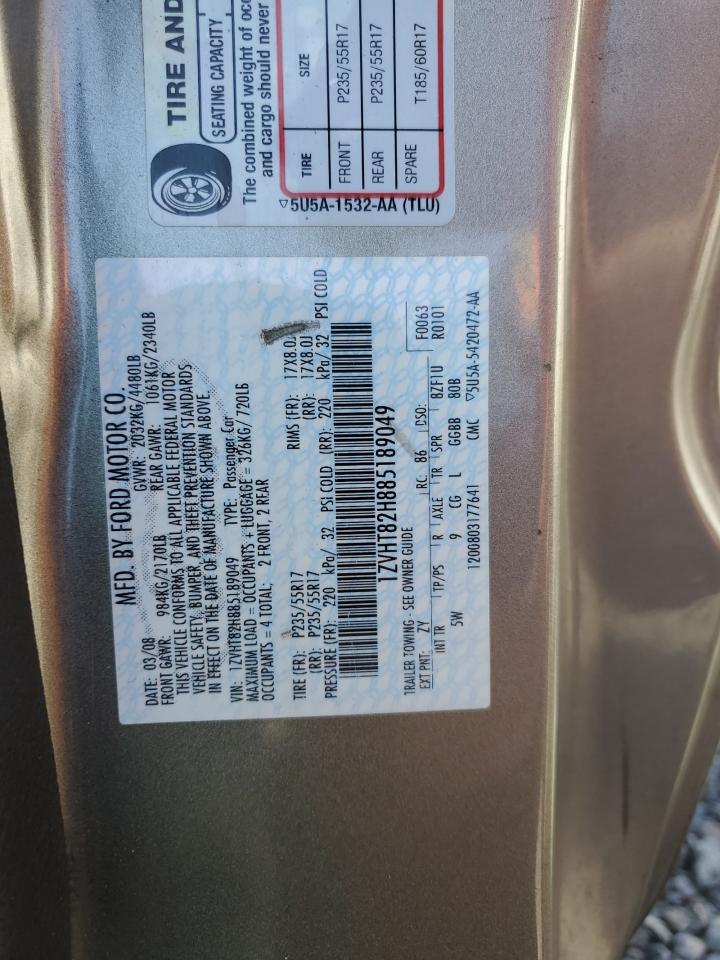 TIRE AND
SEATING CAPACITY
The combined weight of occ
and cargo should never
TIRE SIZE
FRONT P235/55R17
REAR P235/55R17
SPARE T185/60R17
5U5A-1532-AA (TLU)
MFD. BY FORD MOTOR CO.
DATE: 03/08 GVWR: 2032KG/4480LB
FRONT GAWR: 984KG/2170LB REAR GAWR: 1061KG/2340LB
THIS VEHICLE CONFORMS TO ALL APPLICABLE FEDERAL MOTOR
VEHICLE SAFETY, BUMPER, AND THEFT PREVENTION STANDARDS
IN EFFECT ON THE DATE OF MANUFACTURE SHOWN ABOVE.
VIN: 1ZVHT82H885189049 TYPE: Passenger Car
MAXIMUM LOAD = OCCUPANTS + LUGGAGE = 326KG/720LB
OCCUPANTS = 4 TOTAL; 2 FRONT, 2 REAR
TIRE (FR): P235/55R17 RIMS (FR): 17X8.0J
(RR): P235/55R17 (RR): 17X8.0J
PRESSURE (FR): 220 kPa/ 32 PSI COLD (RR): 220 kPa/ 32 PSI COLD
1ZVHT82H885189049
TRAILER TOWING - SEE OWNER GUIDE F0063
EXT PNT: ZY RC: 86 DSO: R0101
INT TR TP/PS R AXLE TR SPR BZF1U
5W 9 CG L GGBB 80B
1200803177641 CMC 5U5A-5420472-AA